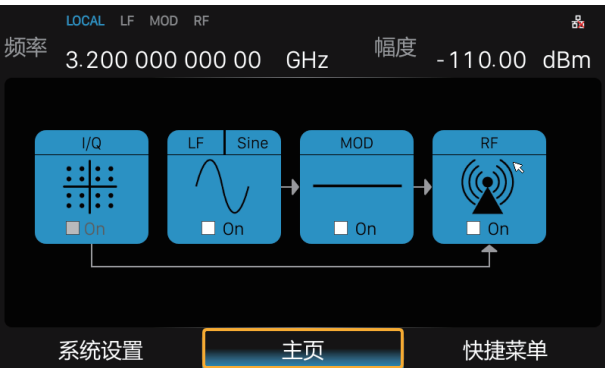 LOCAL LF MOD RF
频率 3.200 000 000 00 GHz 幅度 -110.00 dBm
I/Q LF Sine MOD RF
On On On On
系统设置 主页 快捷菜单